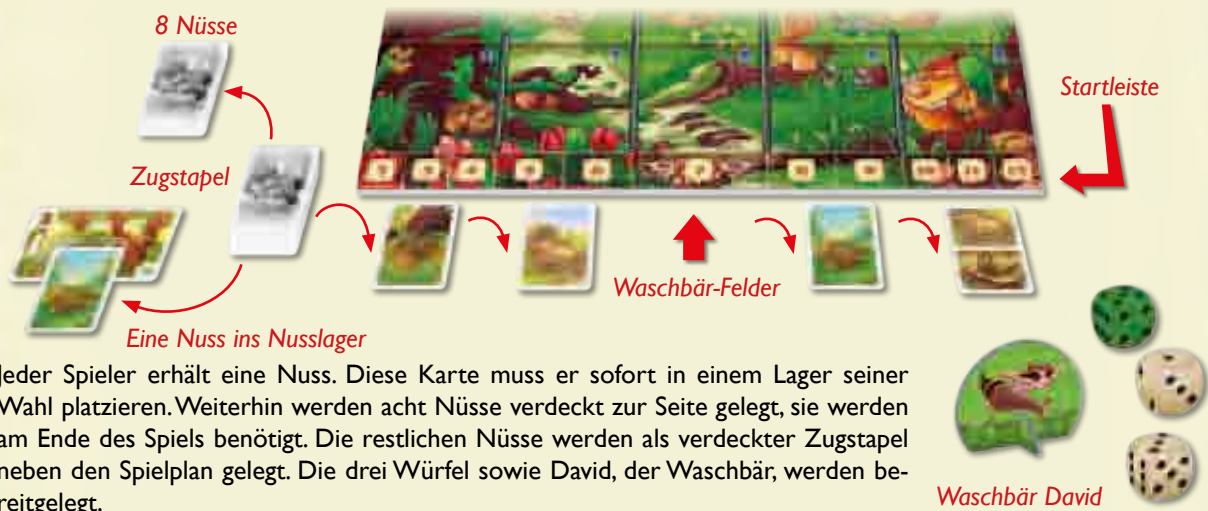 8 Nüsse
Startleiste
Zugstapel
Waschbär-Felder
Eine Nuss ins Nusslager
Jeder Spieler erhält eine Nuss. Diese Karte muss er sofort in einem Lager seiner
Wahl platzieren. Weiterhin werden acht Nüsse verdeckt zur Seite gelegt, sie werden
am Ende des Spiels benötigt. Die restlichen Nüsse werden als verdeckter Zugstapel
neben den Spielplan gelegt. Die drei Würfel sowie David, der Waschbär, werden be-
reitgelegt.
Waschbär David